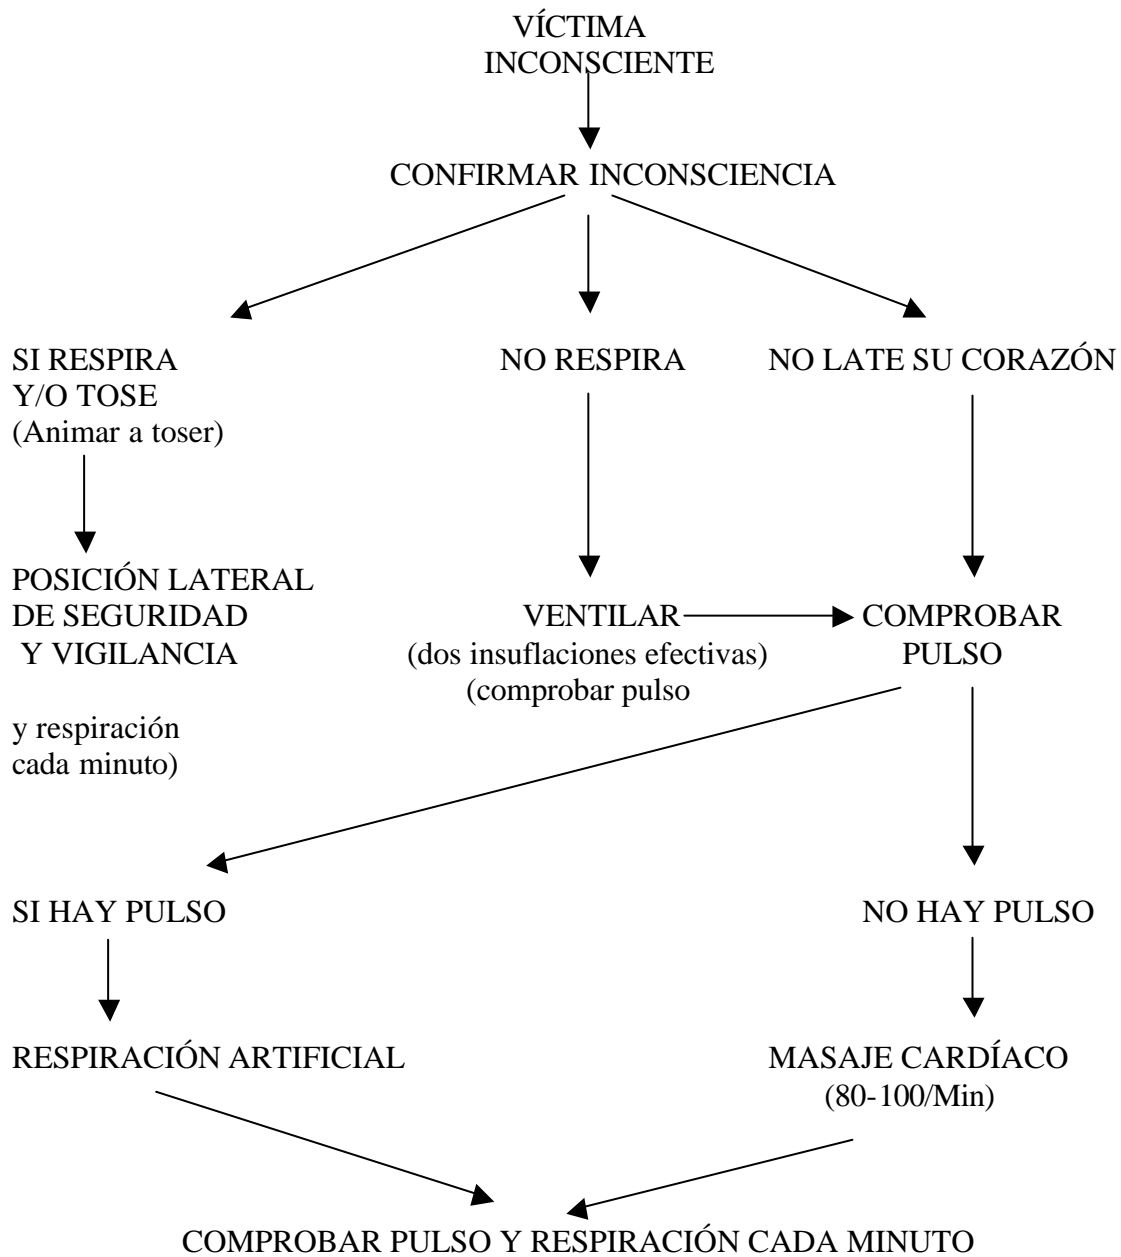 VÍCTIMA
INCONSCIENTE
CONFIRMAR INCONSCIENCIA
SI RESPIRA
Y/O TOSE
(Animar a toser)
NO RESPIRA
NO LATE SU CORAZÓN
POSICIÓN LATERAL
DE SEGURIDAD
Y VIGILANCIA
y respiración
cada minuto)
VENTILAR
(dos insuflaciones efectivas)
(comprobar pulso
COMPROBAR
PULSO
SI HAY PULSO
NO HAY PULSO
RESPIRACIÓN ARTIFICIAL
MASAJE CARDÍACO
(80-100/Min)
COMPROBAR PULSO Y RESPIRACIÓN CADA MINUTO